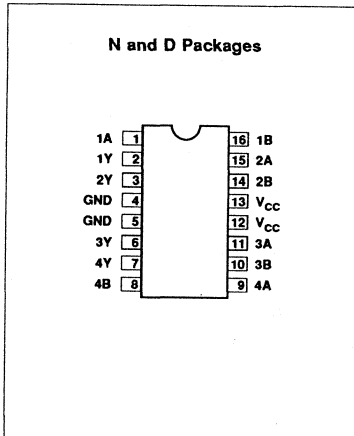 N and D Packages
1A 1 16 1B
1Y 2 15 2A
2Y 3 14 2B
GND 4 13 VCC
GND 5 12 VCC
3Y 6 11 3A
4Y 7 10 3B
4B 8 9 4A